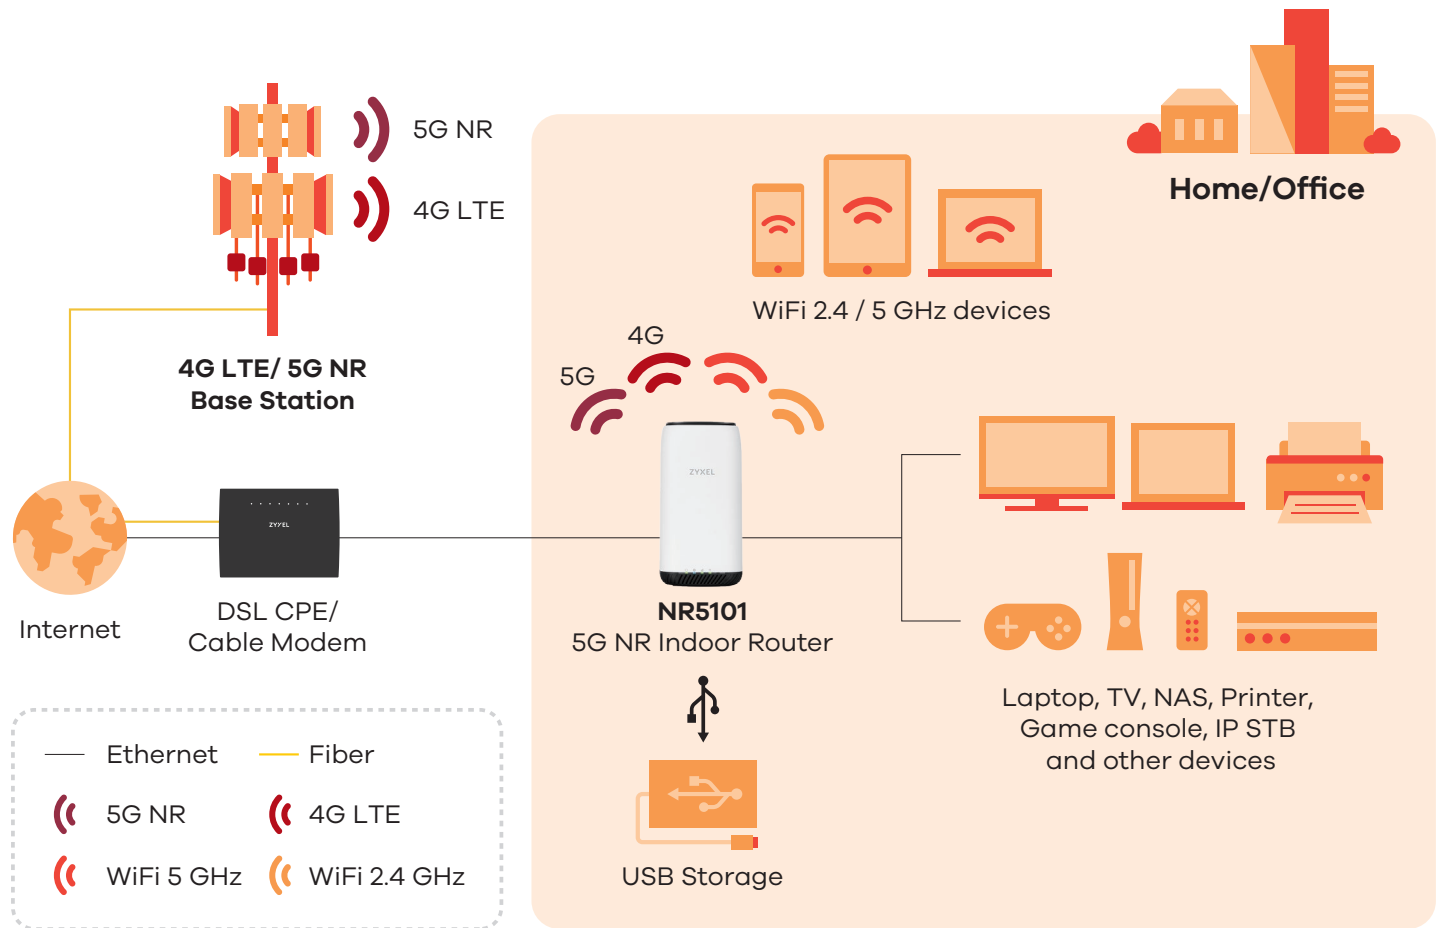 5G NR
4G LTE
4G LTE/ 5G NR
Base Station
Home/Office
WiFi 2.4 / 5 GHz devices
4G
5G
ZYXEL
ZYXEL
Internet
DSL CPE/
Cable Modem
NR5101
5G NR Indoor Router
Laptop, TV, NAS, Printer,
Game console, IP STB
and other devices
USB Storage
Ethernet
Fiber
5G NR
4G LTE
WiFi 5 GHz
WiFi 2.4 GHz